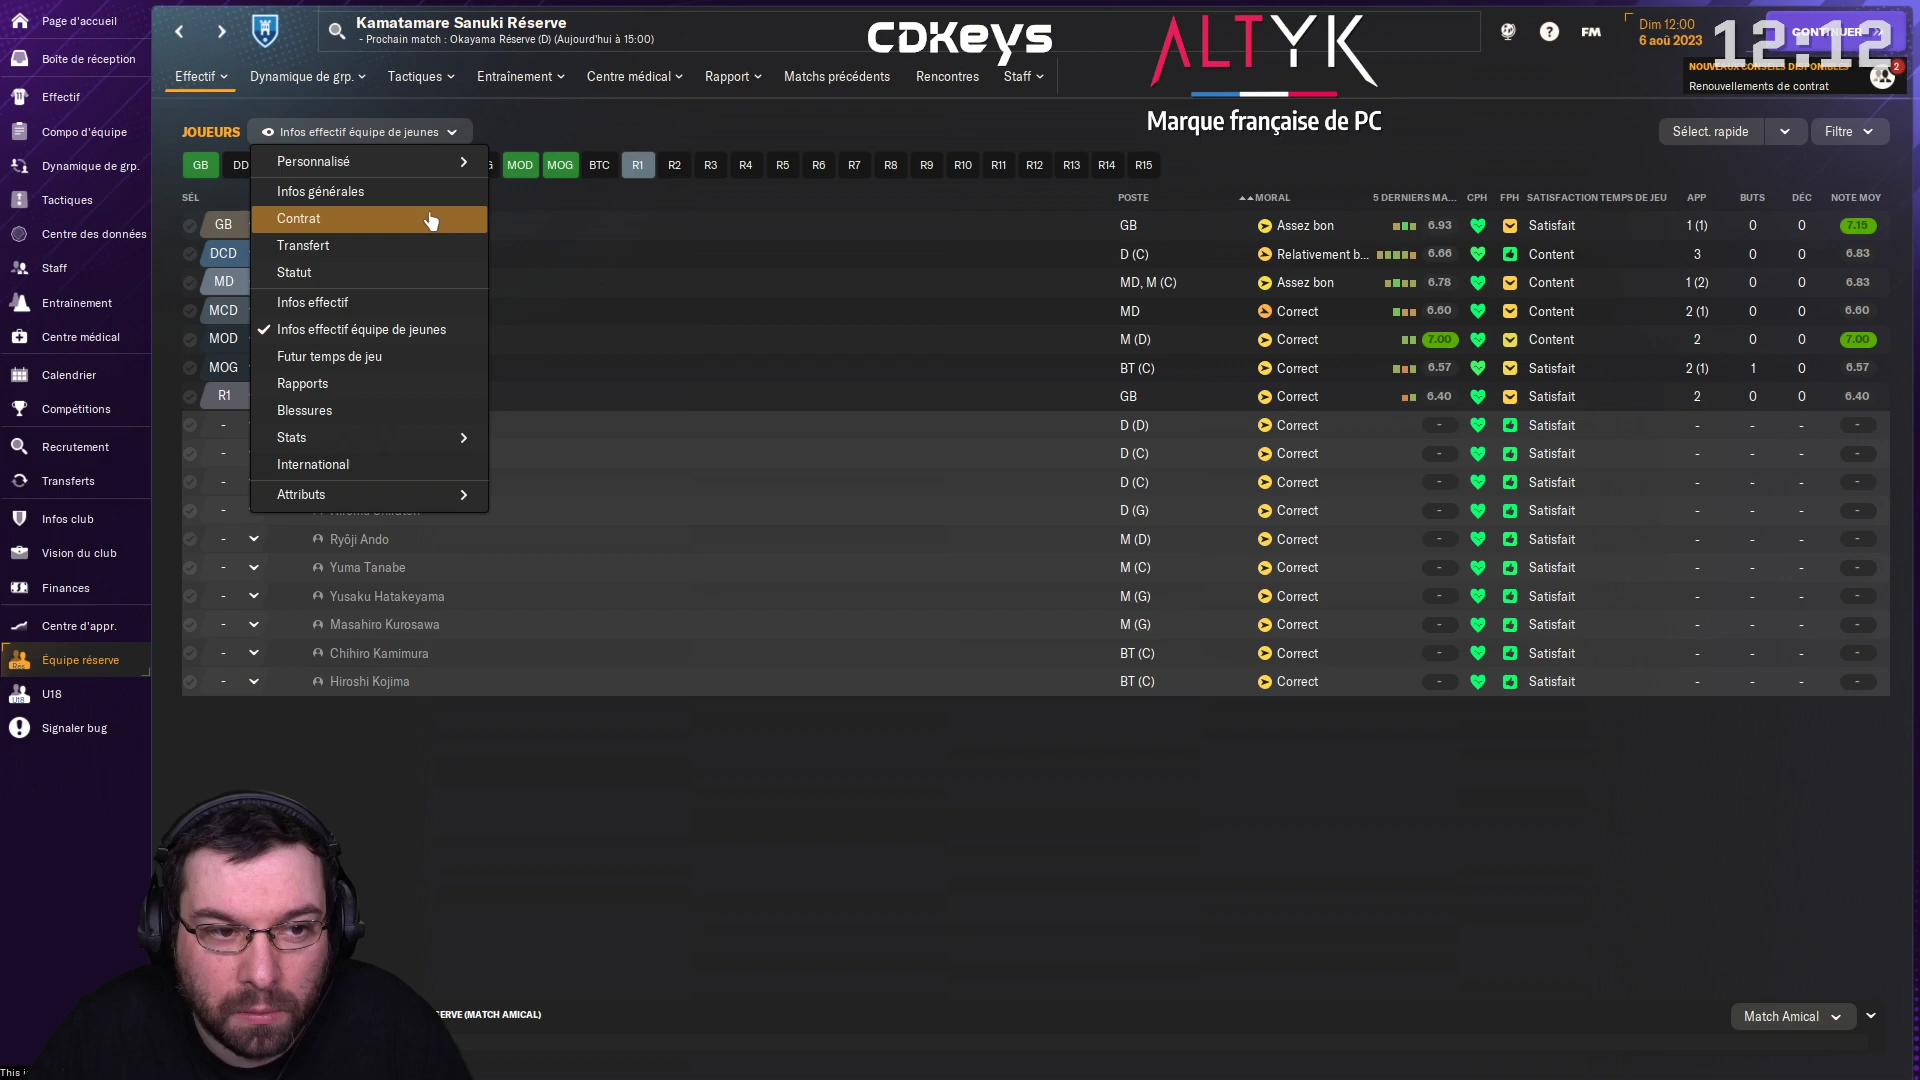 Page d'accueil
Boîte de réception
Effectif
Compo d'équipe
Dynamique de grp.
Tactiques
Centre des données
Staff
Entraînement
Centre médical
Calendrier
Compétitions
Recrutement
Transferts
Infos club
Vision du club
Finances
Centre d'appr.
Équipe réserve
U18
Signaler bug
Kamatamare Sanuki Réserve
- Prochain match : Okayama Réserve (D) (Aujourd'hui à 15:00)
CDKeys
ALTYK
Marque française de PC
FM
Dim 12:00
6 aoû 2023
CONTINUER
12:12
NOUVEAUX CONSEILS DISPONIBLES
Renouvellements de contrat
2
Effectif Dynamique de grp. Tactiques Entraînement Centre médical Rapport Matchs précédents Rencontres Staff
JOUEURS Infos effectif équipe de jeunes
Sélect. rapide Filtre
GB DD MOD MOG BTC R1 R2 R3 R4 R5 R6 R7 R8 R9 R10 R11 R12 R13 R14 R15
Personnalisé
Infos générales
Contrat
Transfert
Statut
Infos effectif
Infos effectif équipe de jeunes
Futur temps de jeu
Rapports
Blessures
Stats
International
Attributs
SÉL POSTE MORAL 5 DERNIERS MA... CPH FPH SATISFACTION TEMPS DE JEU APP BUTS DÉC NOTE MOY
GB GB Assez bon 6.93 Satisfait 1 (1) 0 0 7.15
DCD D (C) Relativement b... 6.66 Content 3 0 0 6.83
MD MD, M (C) Assez bon 6.78 Content 1 (2) 0 0 6.83
MCD MD Correct 6.60 Content 2 (1) 0 0 6.60
MOD M (D) Correct 7.00 Content 2 0 0 7.00
MOG BT (C) Correct 6.57 Satisfait 2 (1) 1 0 6.57
R1 GB Correct 6.40 Satisfait 2 0 0 6.40
- D (D) Correct - Satisfait - - - -
- D (C) Correct - Satisfait - - - -
- D (C) Correct - Satisfait - - - -
- D (G) Correct - Satisfait - - - -
- Ryôji Ando M (D) Correct - Satisfait - - - -
- Yuma Tanabe M (C) Correct - Satisfait - - - -
- Yusaku Hatakeyama M (G) Correct - Satisfait - - - -
- Masahiro Kurosawa M (G) Correct - Satisfait - - - -
- Chihiro Kamimura BT (C) Correct - Satisfait - - - -
- Hiroshi Kojima BT (C) Correct - Satisfait - - - -
ERVE (MATCH AMICAL)
Match Amical
This i